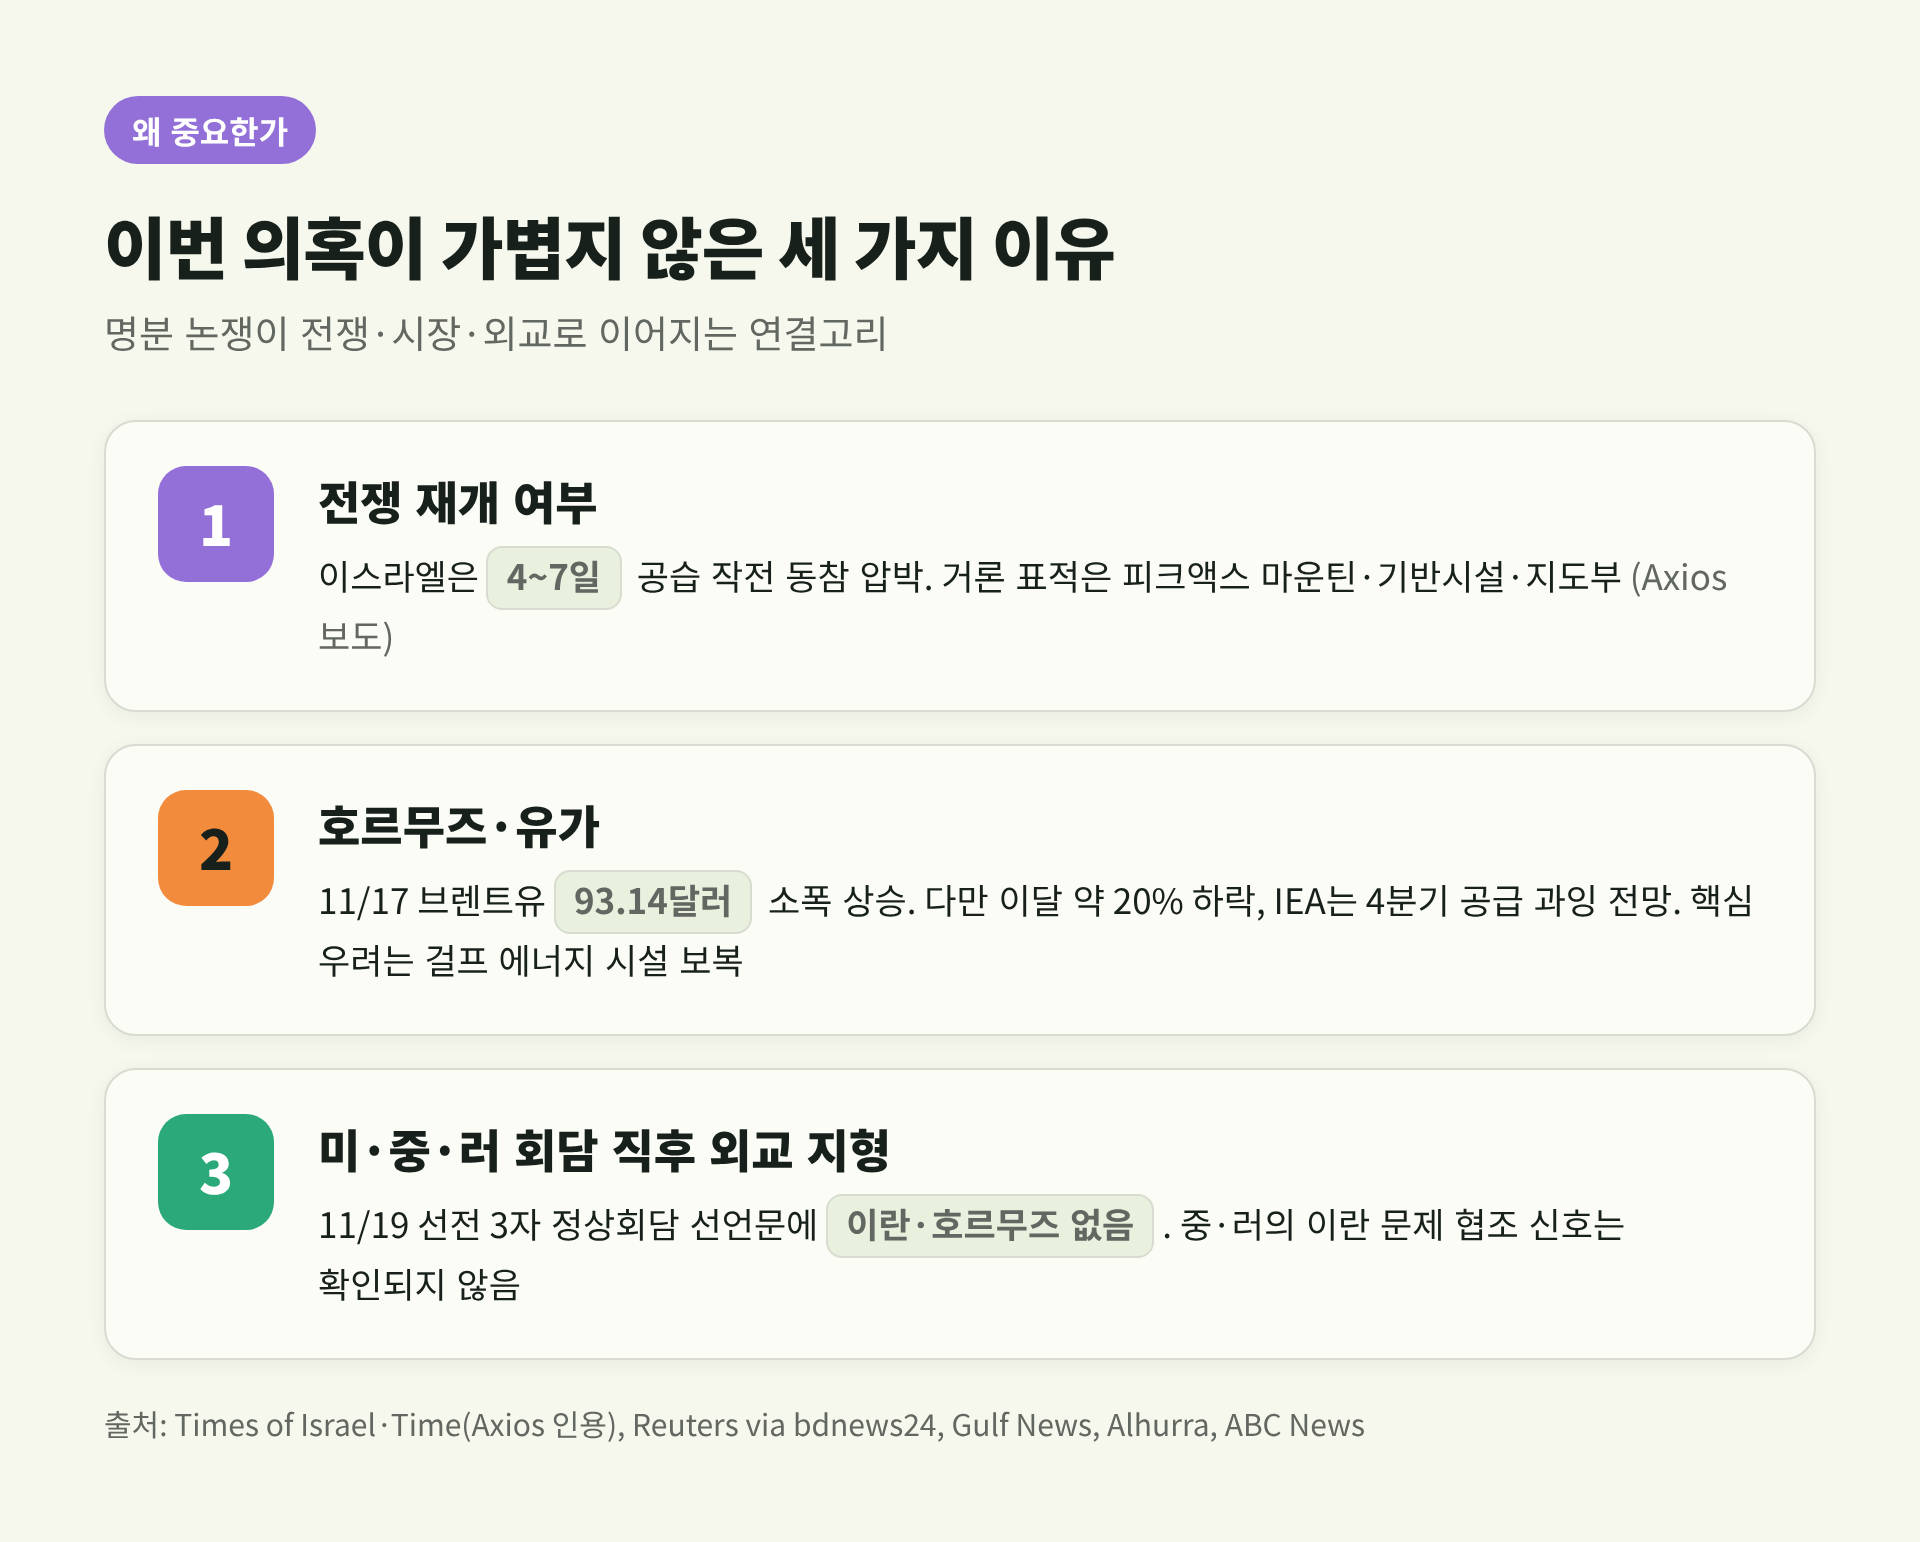 왜 중요한가
이번 의혹이 가볍지 않은 세 가지 이유
명분 논쟁이 전쟁·시장·외교로 이어지는 연결고리
1
전쟁 재개 여부
이스라엘은 4~7일 공습 작전 동참 압박. 거론 표적은 피크액스 마운틴·기반시설·지도부 (Axios
보도)
2
호르무즈·유가
11/17 브렌트유 93.14달러 소폭 상승. 다만 이달 약 20% 하락, IEA는 4분기 공급 과잉 전망. 핵심
우려는 걸프 에너지 시설 보복
3
미·중·러 회담 직후 외교 지형
11/19 선전 3자 정상회담 선언문에 이란·호르무즈 없음 . 중·러의 이란 문제 협조 신호는
확인되지 않음
출처: Times of Israel·Time(Axios 인용), Reuters via bdnews24, Gulf News, Alhurra, ABC News